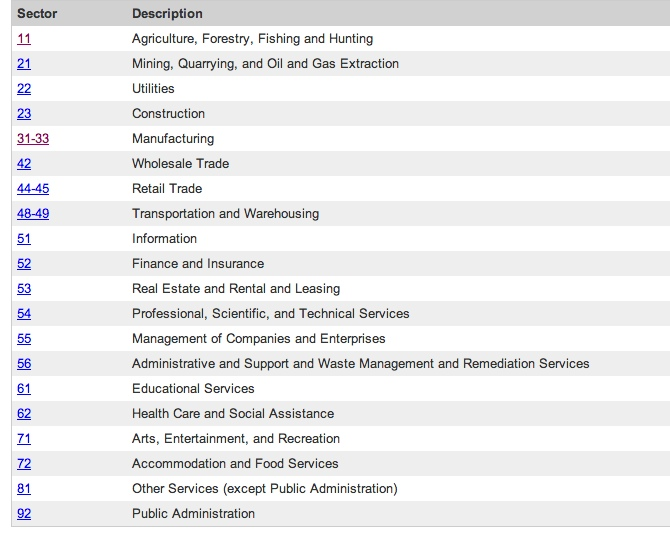 Sector Description
11 Agriculture, Forestry, Fishing and Hunting
21 Mining, Quarrying, and Oil and Gas Extraction
22 Utilities
23 Construction
31-33 Manufacturing
42 Wholesale Trade
44-45 Retail Trade
48-49 Transportation and Warehousing
51 Information
52 Finance and Insurance
53 Real Estate and Rental and Leasing
54 Professional, Scientific, and Technical Services
55 Management of Companies and Enterprises
56 Administrative and Support and Waste Management and Remediation Services
61 Educational Services
62 Health Care and Social Assistance
71 Arts, Entertainment, and Recreation
72 Accommodation and Food Services
81 Other Services (except Public Administration)
92 Public Administration